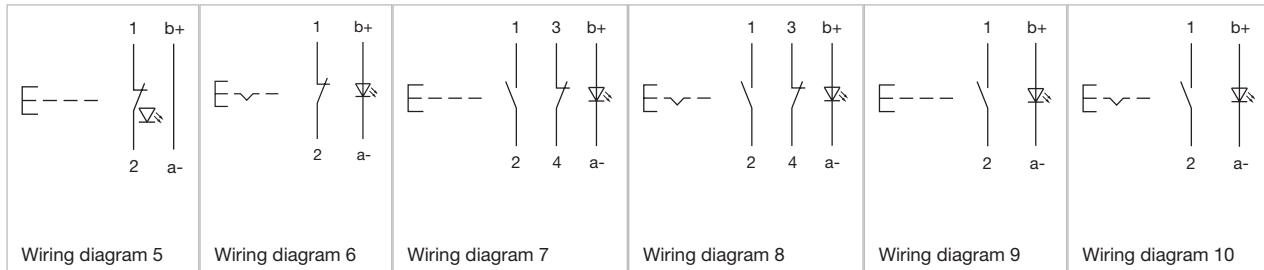 1 b+
2 a-
Wiring diagram 5
1 b+
2 a-
Wiring diagram 6
1 3 b+
2 4 a-
Wiring diagram 7
1 3 b+
2 4 a-
Wiring diagram 8
1 b+
2 a-
Wiring diagram 9
1 b+
2 a-
Wiring diagram 10